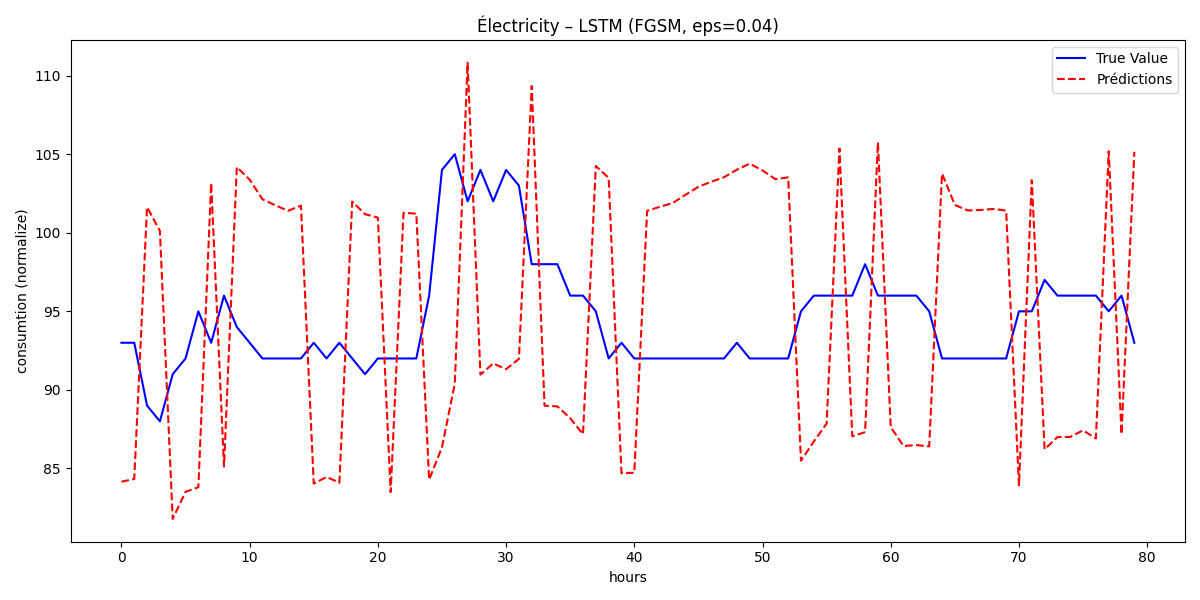 Électricity – LSTM (FGSM, eps=0.04)
True Value
Prédictions
consumtion (normalize)
110
105
100
95
90
85
0 10 20 30 40 50 60 70 80
hours